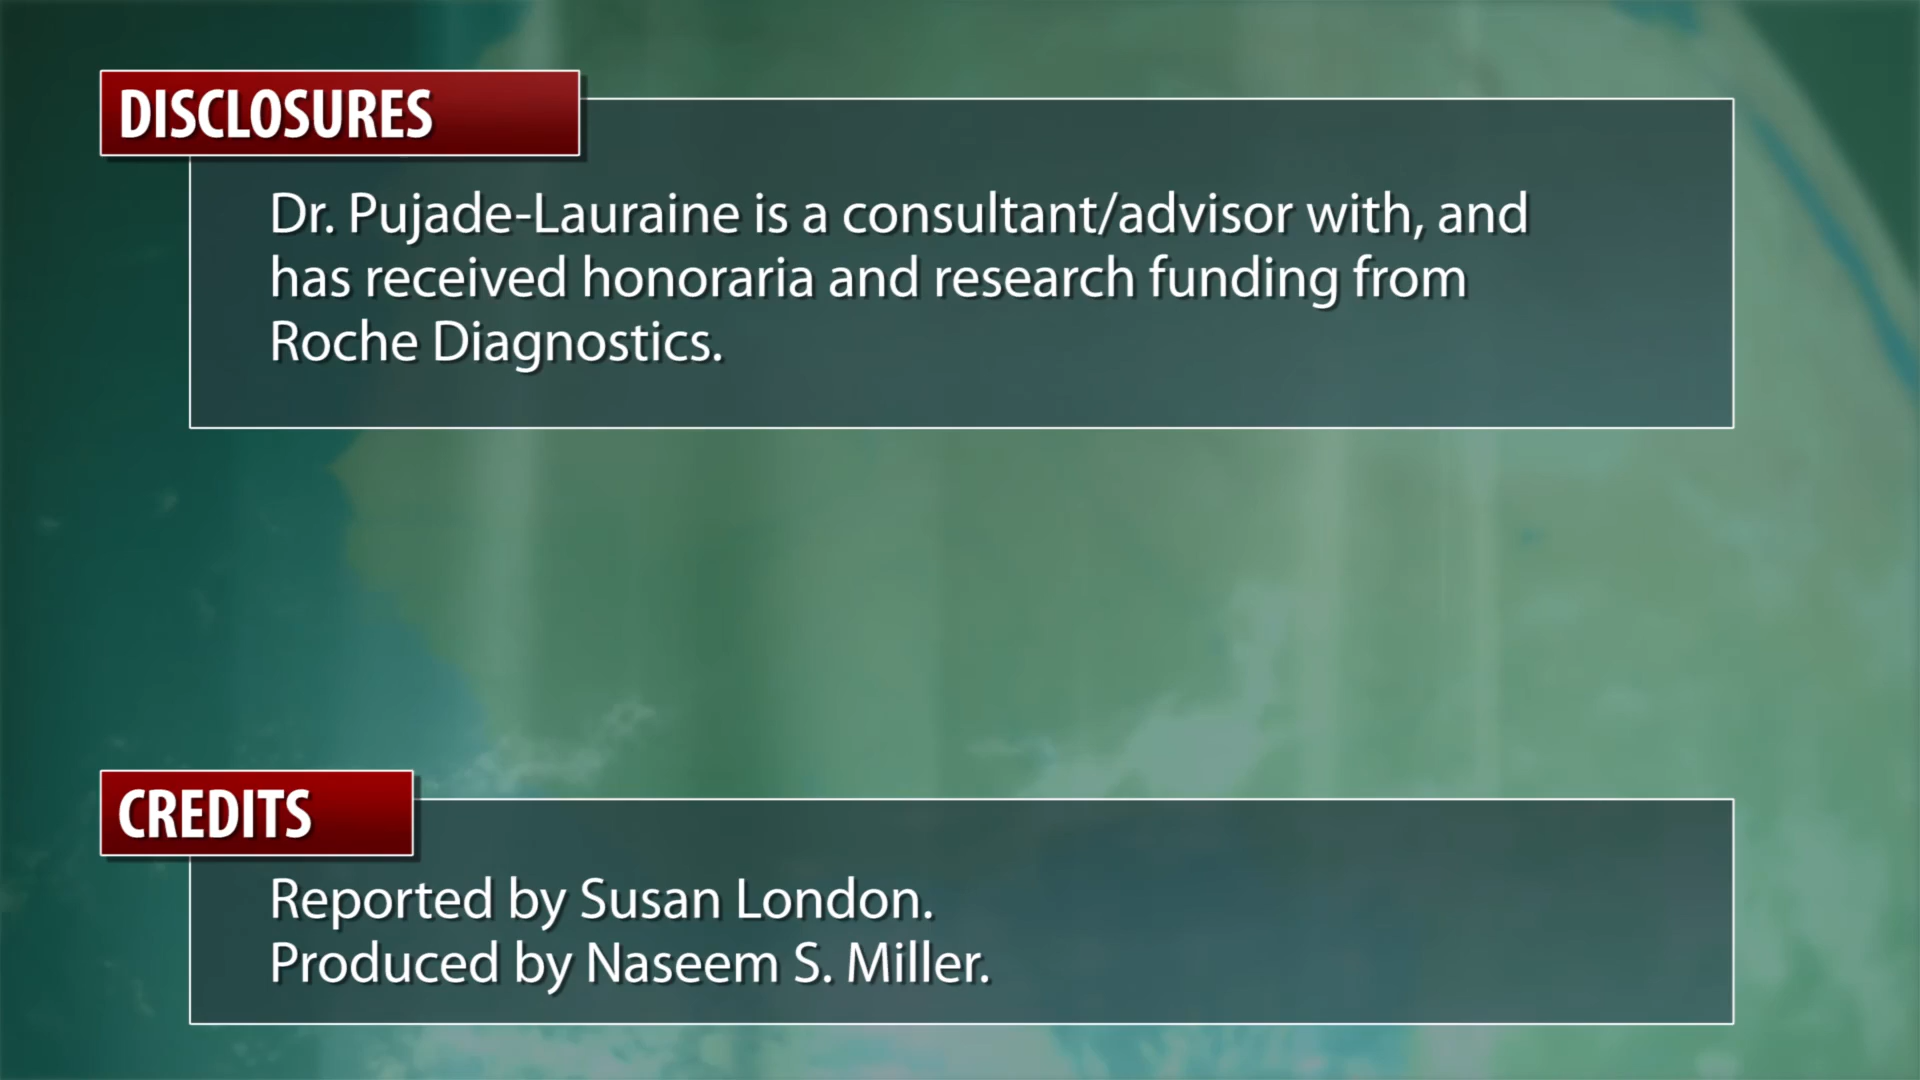 DISCLOSURES
Dr. Pujade-Lauraine is a consultant/advisor with, and
has received honoraria and research funding from
Roche Diagnostics.
CREDITS
Reported by Susan London.
Produced by Naseem S. Miller.